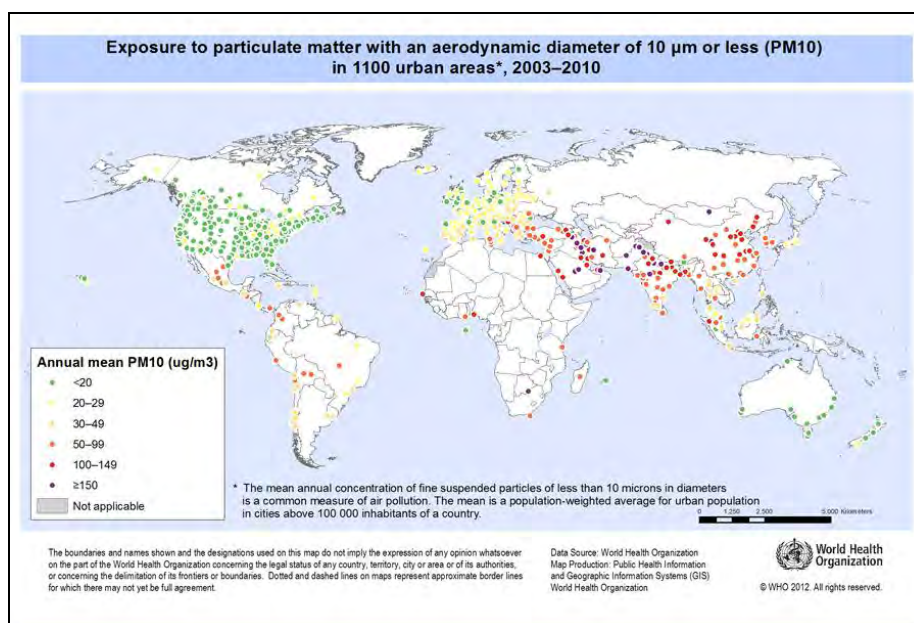 Exposure to particulate matter with an aerodynamic diameter of 10 µm or less (PM10)
in 1100 urban areas*, 2003–2010
Annual mean PM10 (ug/m3)
<20
20–29
30–49
50–99
100–149
≥150
Not applicable
* The mean annual concentration of fine suspended particles of less than 10 microns in diameters
is a common measure of air pollution. The mean is a population-weighted average for urban population
in cities above 100 000 inhabitants of a country.
0 1,250 2,500 5,000 Kilometers
The boundaries and names shown and the designations used on this map do not imply the expression of any opinion whatsoever
on the part of the World Health Organization concerning the legal status of any country, territory, city or area or of its authorities,
or concerning the delimitation of its frontiers or boundaries. Dotted and dashed lines on maps represent approximate border lines
for which there may not yet be full agreement.
Data Source: World Health Organization
Map Production: Public Health Information
and Geographic Information Systems (GIS)
World Health Organization
World Health
Organization
© WHO 2012. All rights reserved.